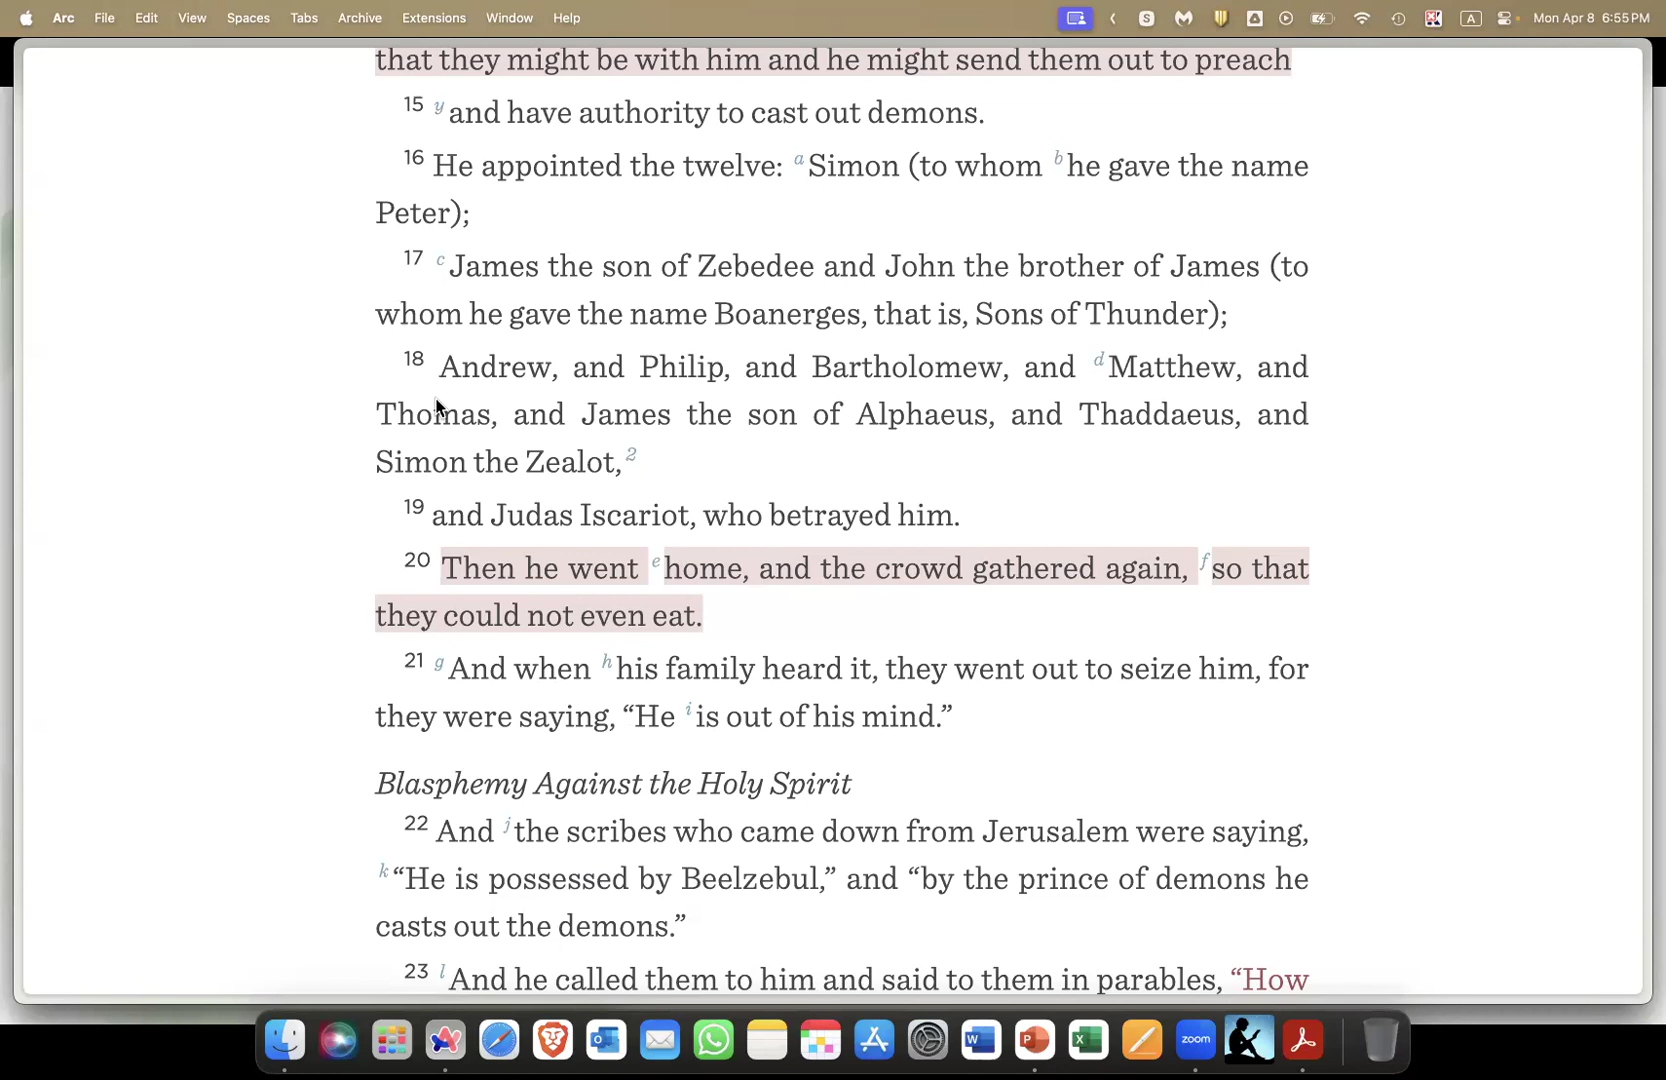 Arc File Edit View Spaces Tabs Archive Extensions Window Help S A Mon Apr 8 6:55 PM
that they might be with him and he might send them out to preach
15 y and have authority to cast out demons.
16 He appointed the twelve: a Simon (to whom b he gave the name
Peter);
17 c James the son of Zebedee and John the brother of James (to
whom he gave the name Boanerges, that is, Sons of Thunder);
18 Andrew, and Philip, and Bartholomew, and d Matthew, and
Thomas, and James the son of Alphaeus, and Thaddaeus, and
Simon the Zealot, 2
19 and Judas Iscariot, who betrayed him.
20 Then he went e home, and the crowd gathered again, f so that
they could not even eat.
21 g And when h his family heard it, they went out to seize him, for
they were saying, “He i is out of his mind.”
Blasphemy Against the Holy Spirit
22 And j the scribes who came down from Jerusalem were saying,
k “He is possessed by Beelzebul,” and “by the prince of demons he
casts out the demons.”
23 l And he called them to him and said to them in parables, “How
W P X zoom